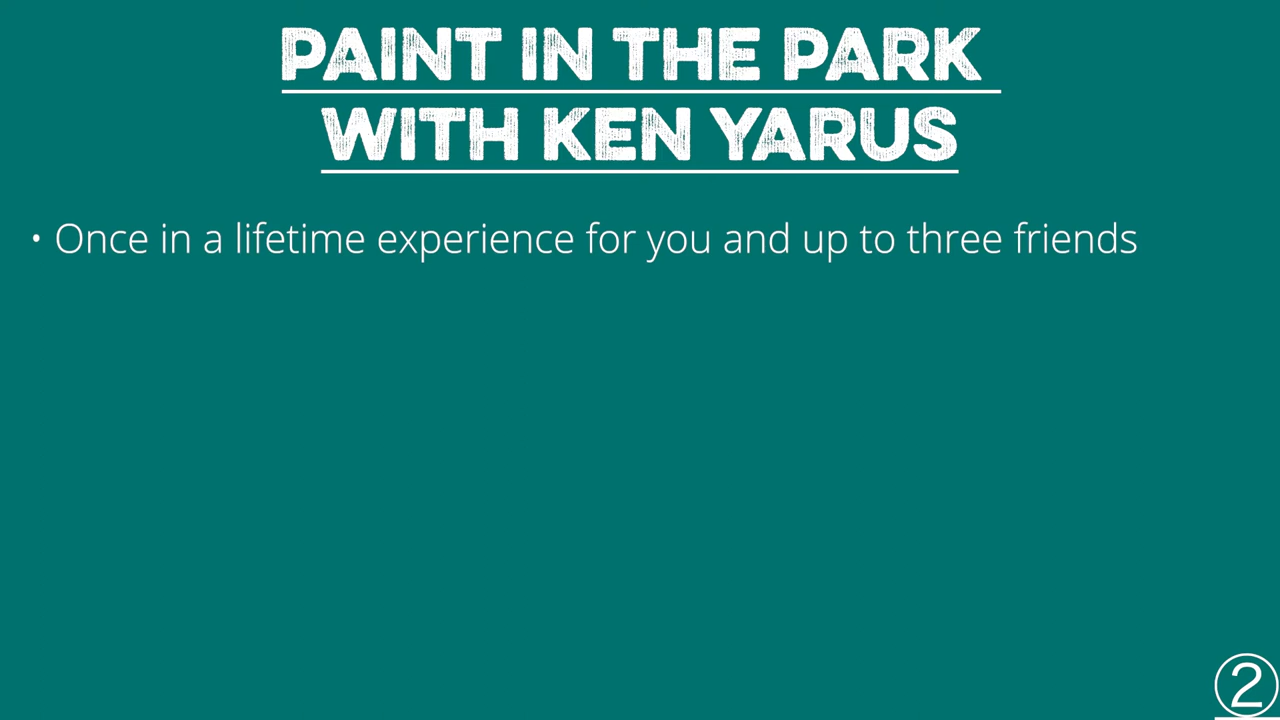 PAINT IN THE PARK
WITH KEN YARUS
• Once in a lifetime experience for you and up to three friends
2